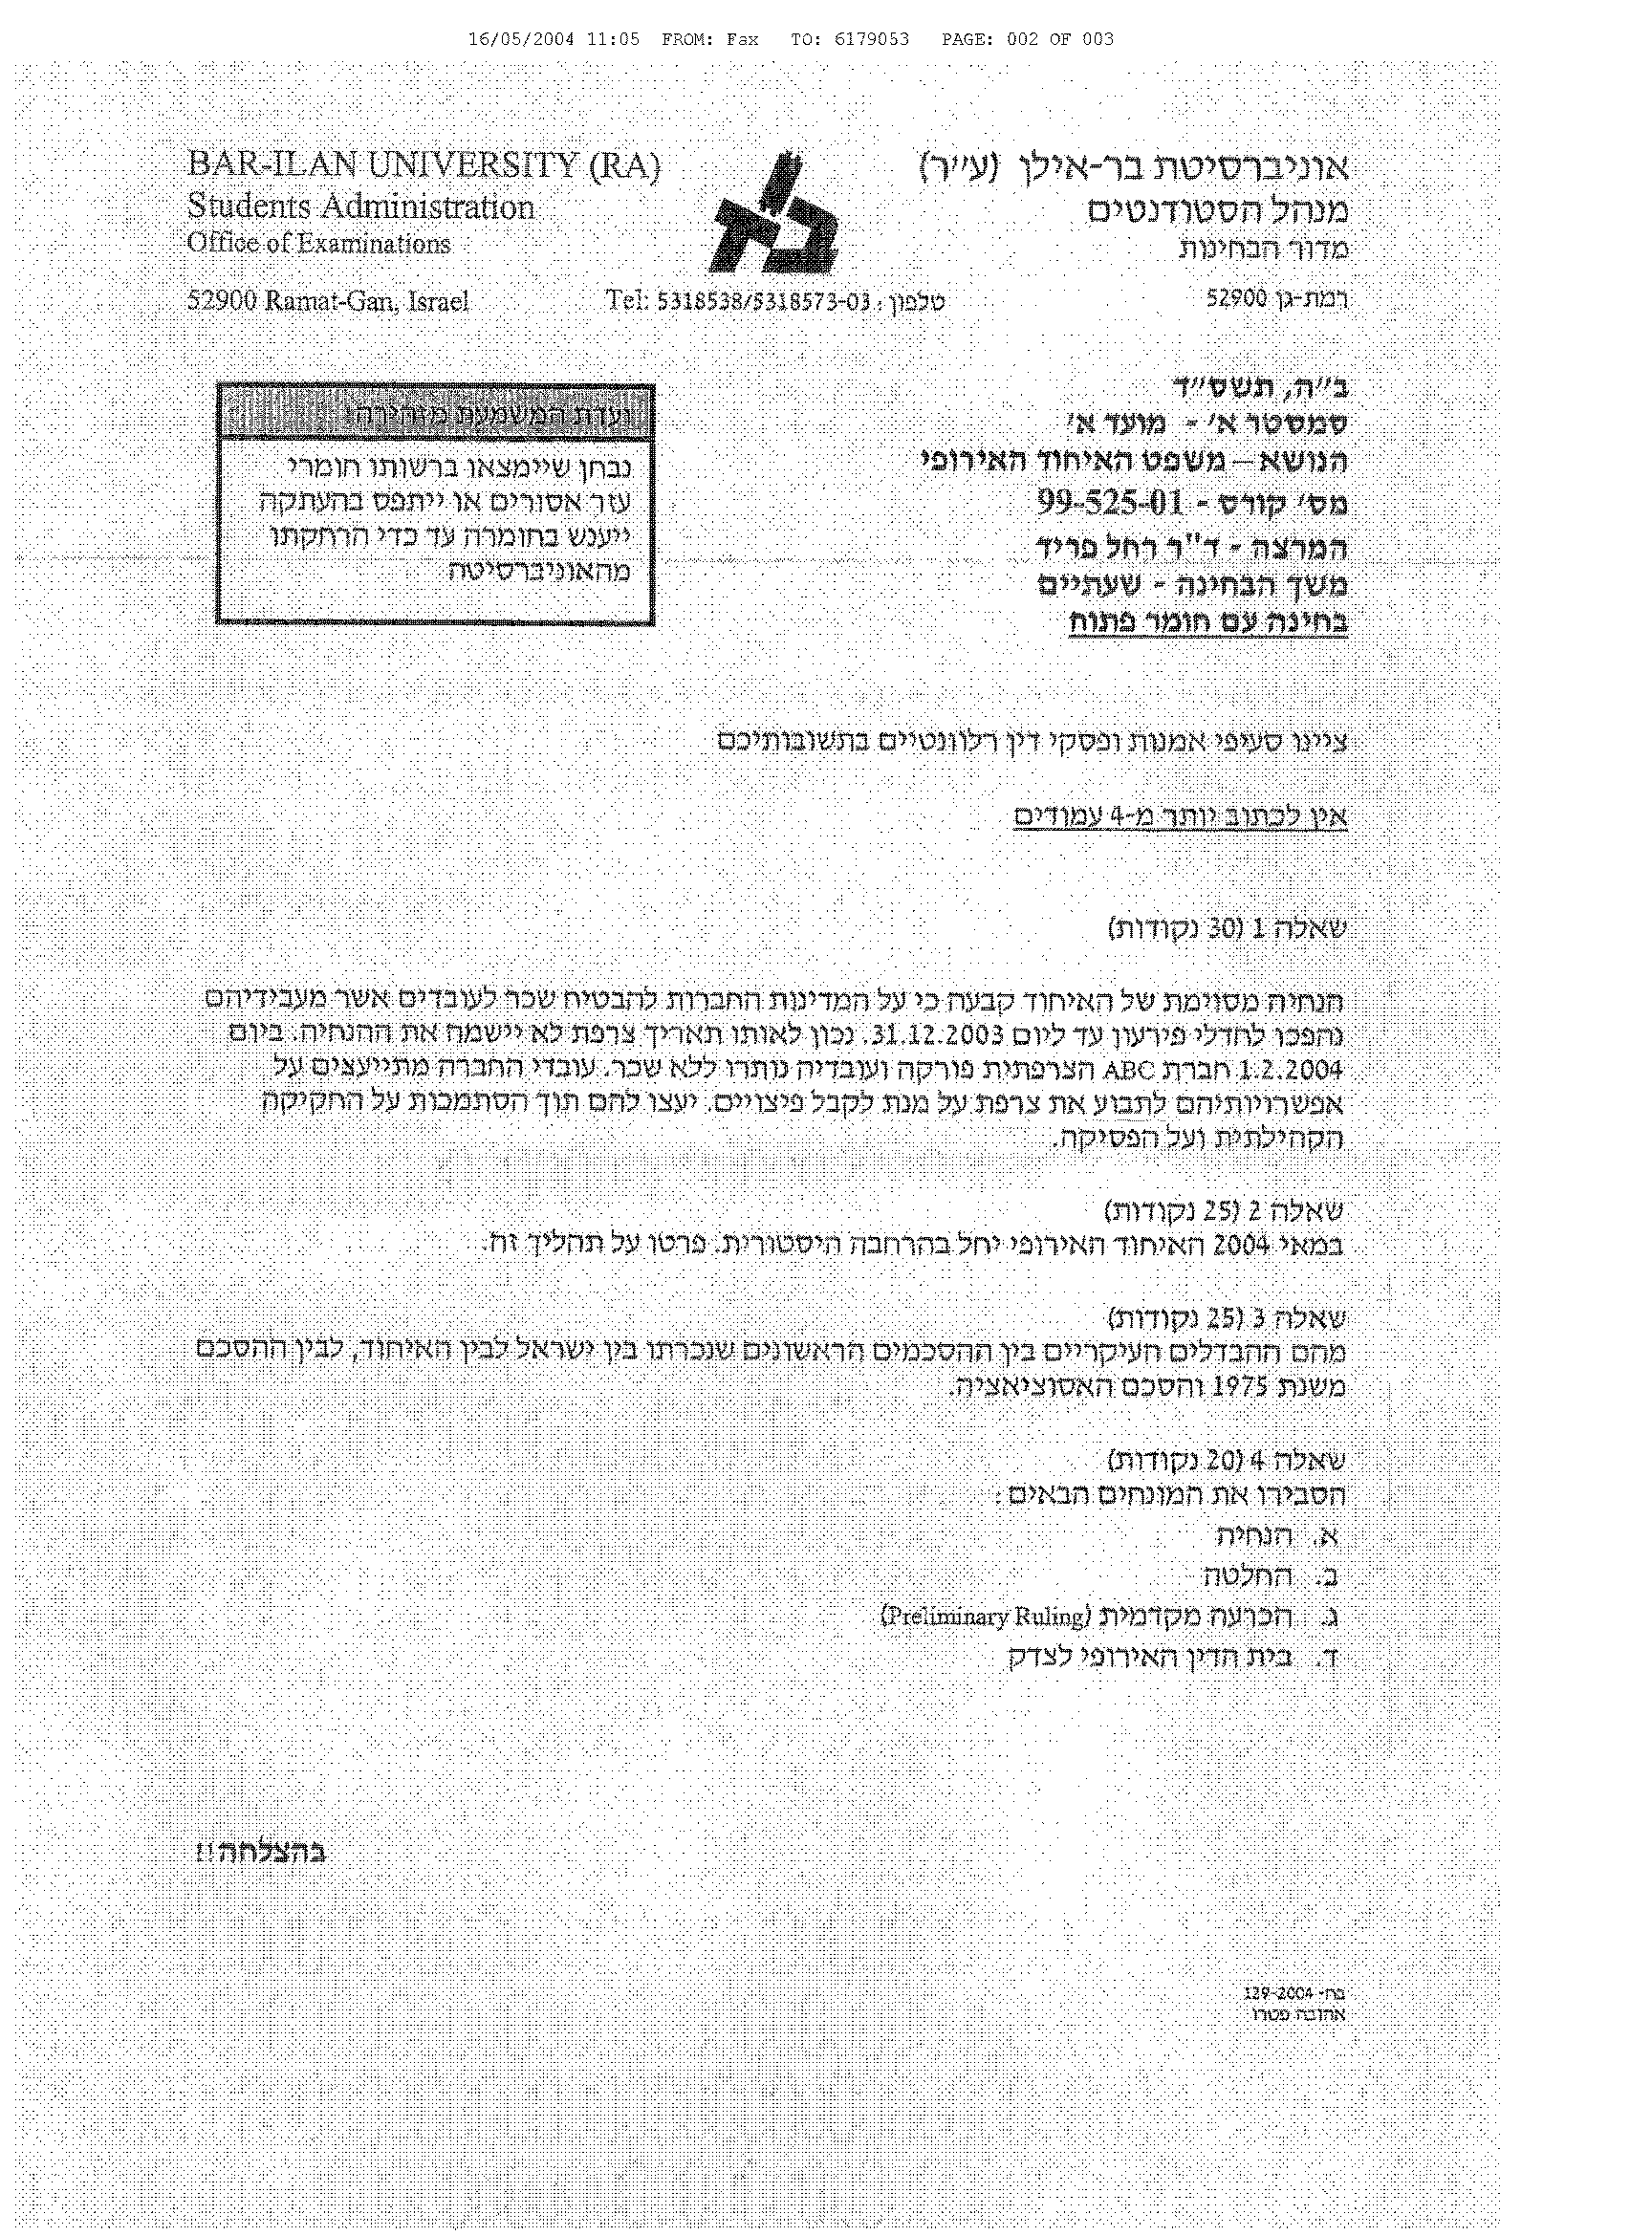 16/05/2004 11:05 FROM: Fax TO: 6179053 PAGE: 002 OF 003
BAR-ILAN UNIVERSITY (RA)
Students Administration
Office of Examinations
52900 Ramat-Gan, Israel
אוניברסיטת בר-אילן (ע״ר)
מנהל הסטודנטים
מדור הבחינות
רמת-גן 52900
Tel: 5318538/5318573-03 : טלפון
ב״ה, תשס״ד
סמסטר א׳ - מועד א׳
הנושא – משפט האיחוד האירופי
מס׳ קורס - 99-525-01
המרצה - ד"ר רחל פריד
משך הבחינה - שעתיים
בחינה עם חומר פתוח
ועדת המשמעת מזהירה!
נבחן שיימצאו ברשותו חומרי
עזר אסורים או ייתפס בהעתקה
ייענש בחומרה עד כדי הרחקתו
מהאוניברסיטה
ציינו סעיפי אמנות ופסקי דין רלוונטיים בתשובותיכם
אין לכתוב יותר מ-4 עמודים
שאלה 1 (30 נקודות)
הנחיה מסוימת של האיחוד קבעה כי על המדינות החברות להבטיח שכר לעובדים אשר מעבידיהם
נהפכו לחדלי פירעון עד ליום 31.12.2003. נכון לאותו תאריך צרפת לא יישמה את ההנחיה. ביום
1.2.2004 חברת ABC הצרפתית פורקה ועובדיה נותרו ללא שכר. עובדי החברה מתייעצים על
אפשרויותיהם לתבוע את צרפת על מנת לקבל פיצויים. יעצו להם תוך הסתמכות על החקיקה
הקהילתית ועל הפסיקה.
שאלה 2 (25 נקודות)
במאי 2004 האיחוד האירופי יחל בהרחבה היסטורית. פרטו על תהליך זה.
שאלה 3 (25 נקודות)
מהם ההבדלים העיקריים בין ההסכמים הראשונים שנכרתו בין ישראל לבין האיחוד, לבין ההסכם
משנת 1975 והסכם האסוציאציה.
שאלה 4 (20 נקודות)
הסבירו את המונחים הבאים :
א. הנחיה
ב. החלטה
ג. הכרעה מקדמית (Preliminary Ruling)
ד. בית הדין האירופי לצדק
בהצלחה!!
בח- 139-2004
אהובה פטרו